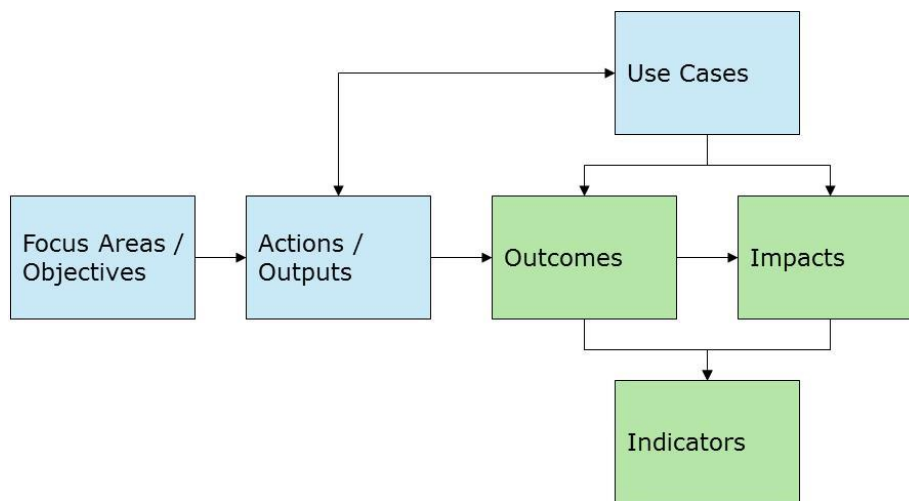 Use Cases
Focus Areas /
Objectives
Actions /
Outputs
Outcomes
Impacts
Indicators